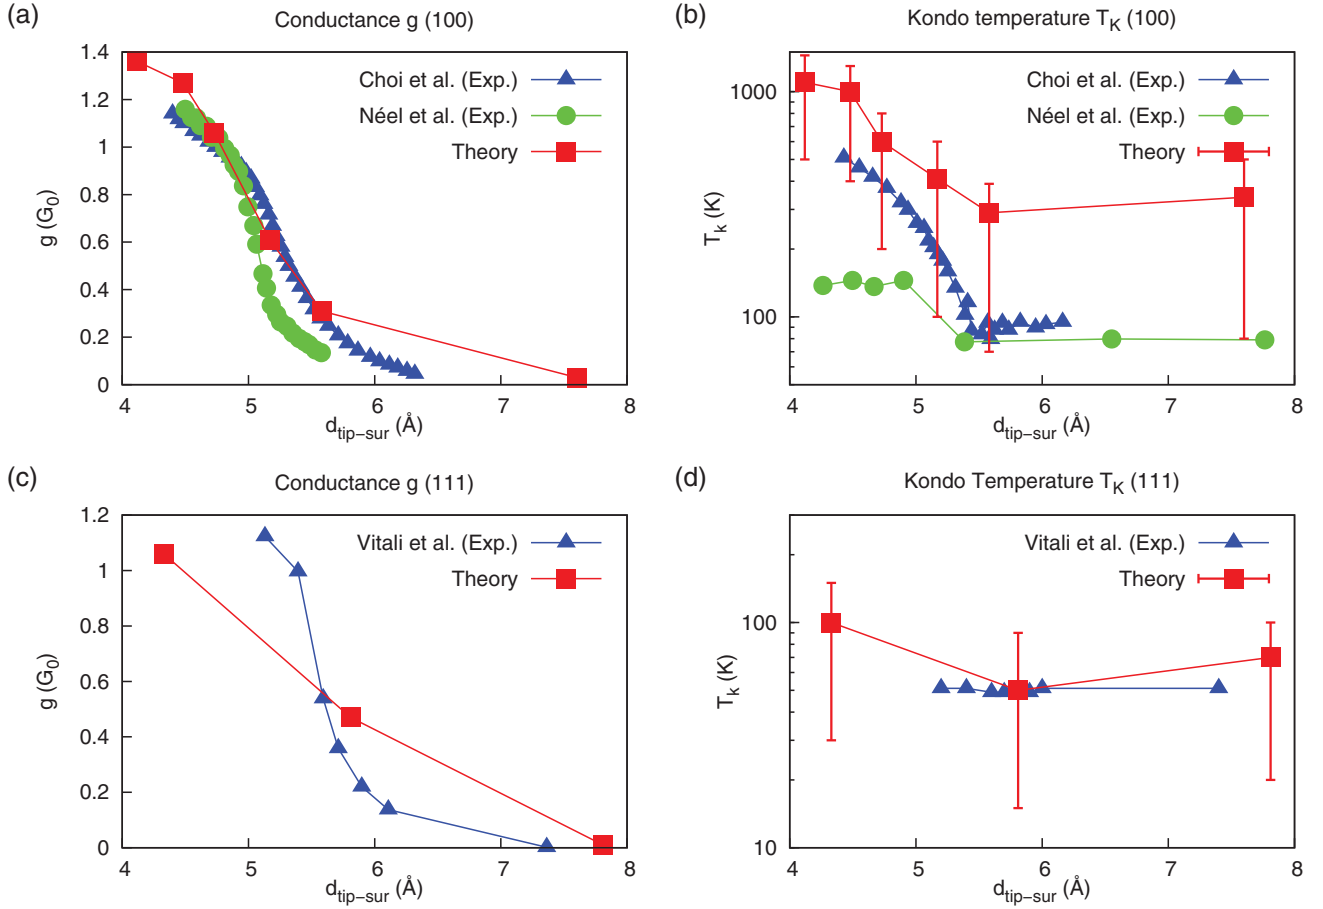 (a)
Conductance g (100)
1.4
1.2
1
0.8
0.6
0.4
0.2
0
g (G0)
Choi et al. (Exp.)
Néel et al. (Exp.)
Theory
4
5
6
7
8
dtip−sur (Å)
(b)
Kondo temperature TK (100)
1000
100
Tk (K)
Choi et al. (Exp.)
Néel et al. (Exp.)
Theory
4
5
6
7
8
dtip−sur (Å)
(c)
Conductance g (111)
1.2
1
0.8
0.6
0.4
0.2
0
g (G0)
Vitali et al. (Exp.)
Theory
4
5
6
7
8
dtip−sur (Å)
(d)
Kondo Temperature TK (111)
100
10
Tk (K)
Vitali et al. (Exp.)
Theory
4
5
6
7
8
dtip−sur (Å)